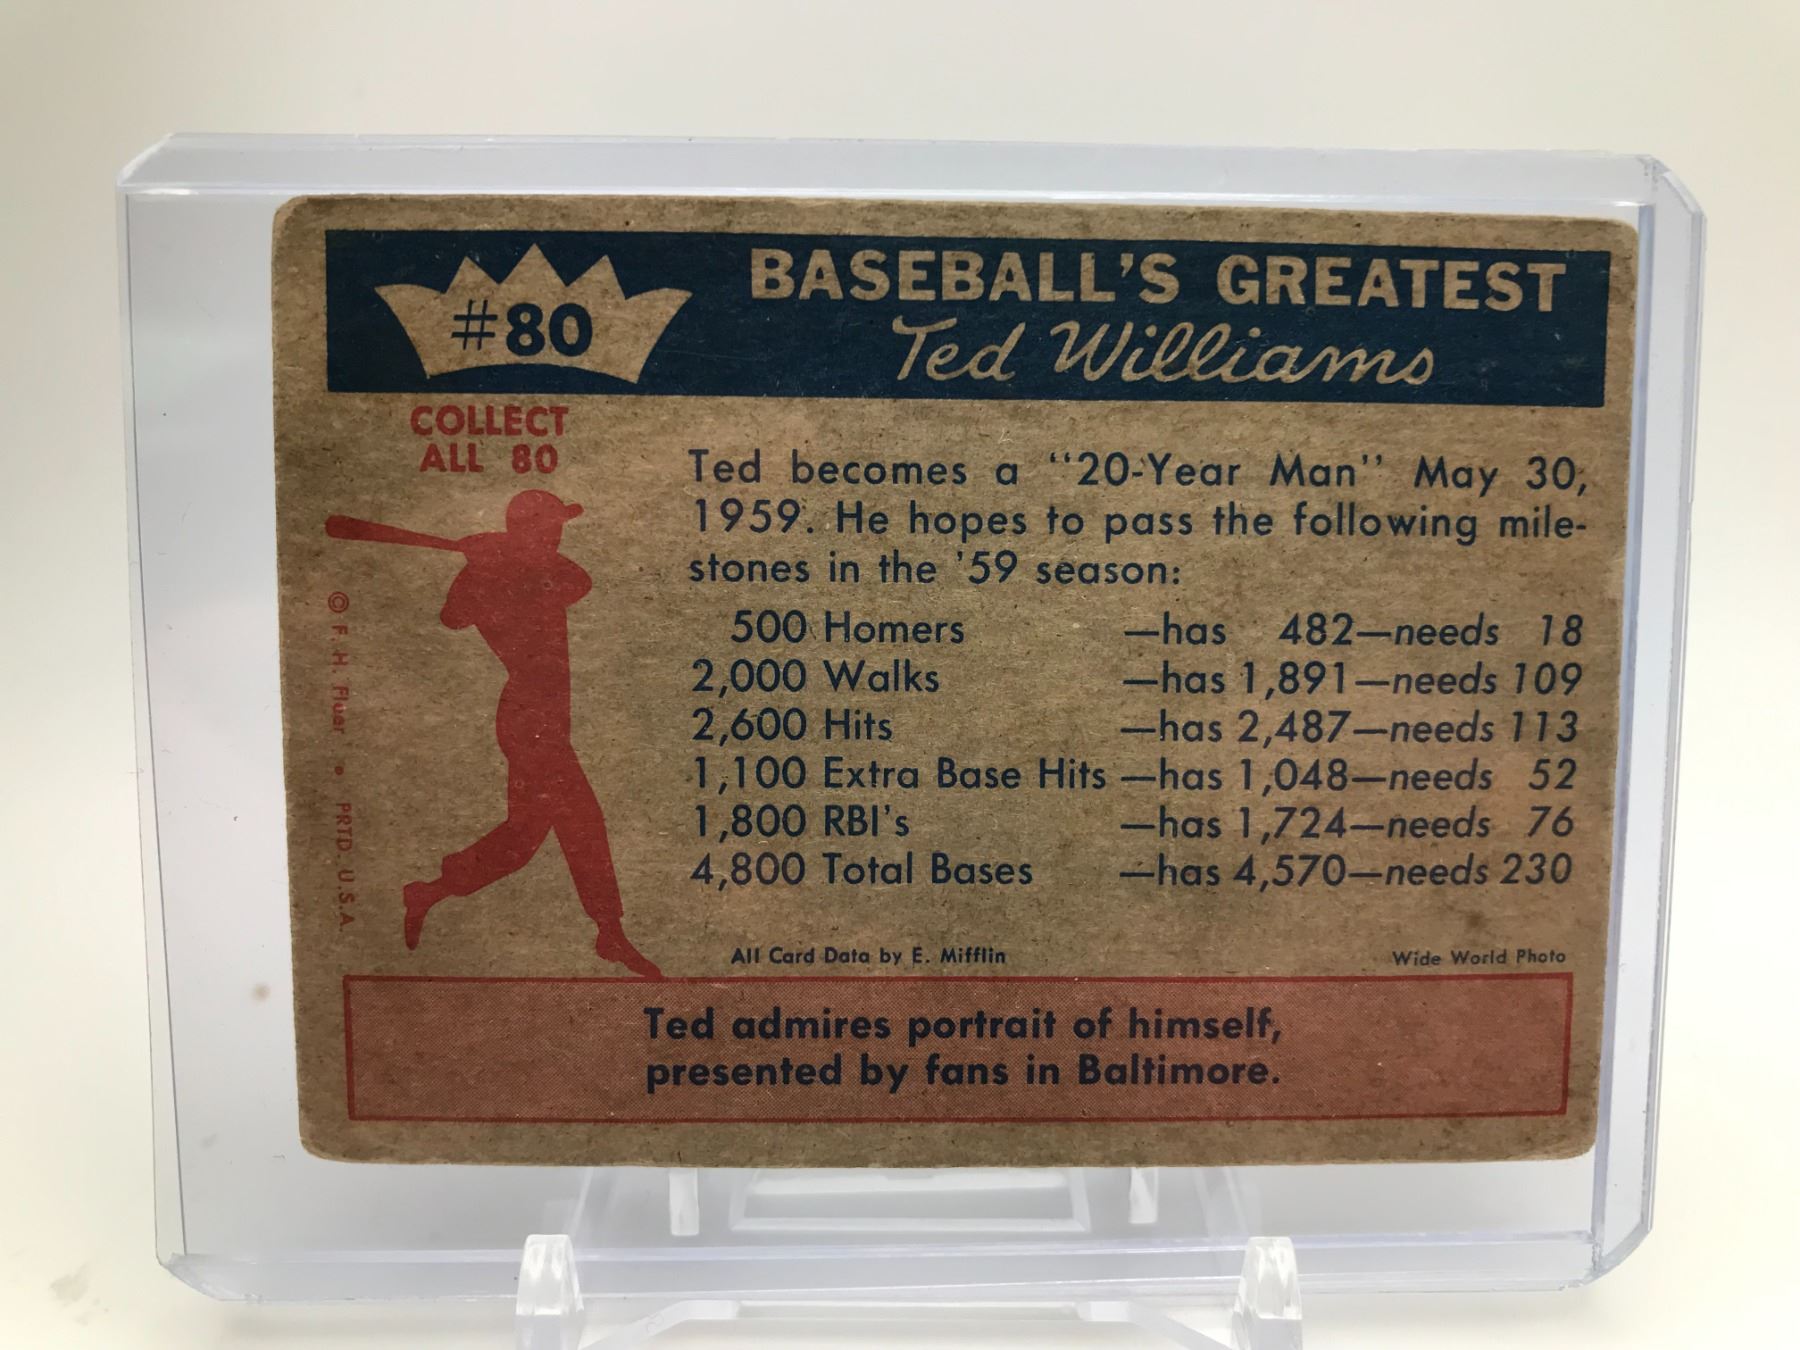 #80
BASEBALL'S GREATEST
Ted Williams
COLLECT
ALL 80
Ted becomes a "20-Year Man" May 30,
1959. He hopes to pass the following mile-
stones in the '59 season:
500 Homers —has 482—needs 18
2,000 Walks —has 1,891—needs 109
2,600 Hits —has 2,487—needs 113
1,100 Extra Base Hits —has 1,048—needs 52
1,800 RBI's —has 1,724—needs 76
4,800 Total Bases —has 4,570—needs 230
© F. H. Fleer • PRTD. U.S.A.
All Card Data by E. Mifflin
Wide World Photo
Ted admires portrait of himself,
presented by fans in Baltimore.